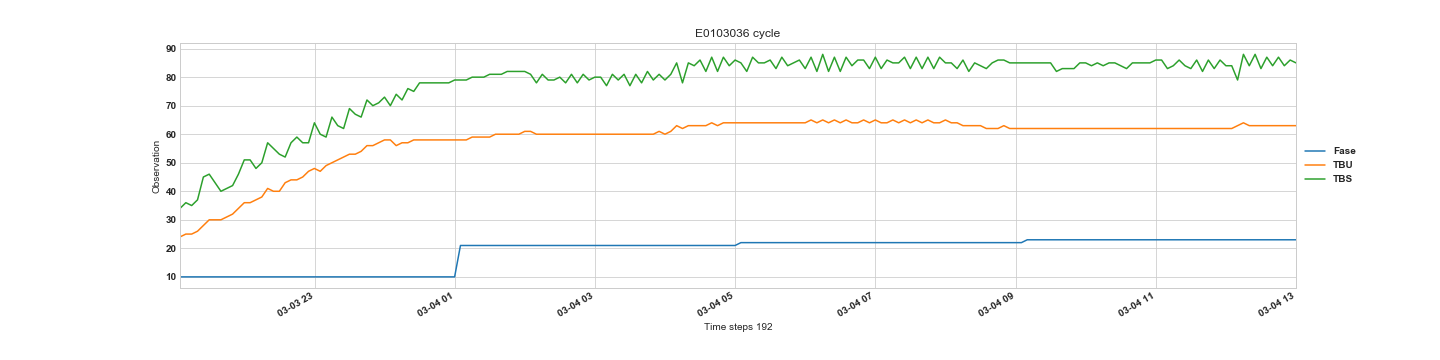 E0103036 cycle
90
80
70
60
50
40
30
20
10
Observation
03-03 23
03-04 01
03-04 03
03-04 05
03-04 07
03-04 09
03-04 11
03-04 13
Time steps 192
Fase
TBU
TBS